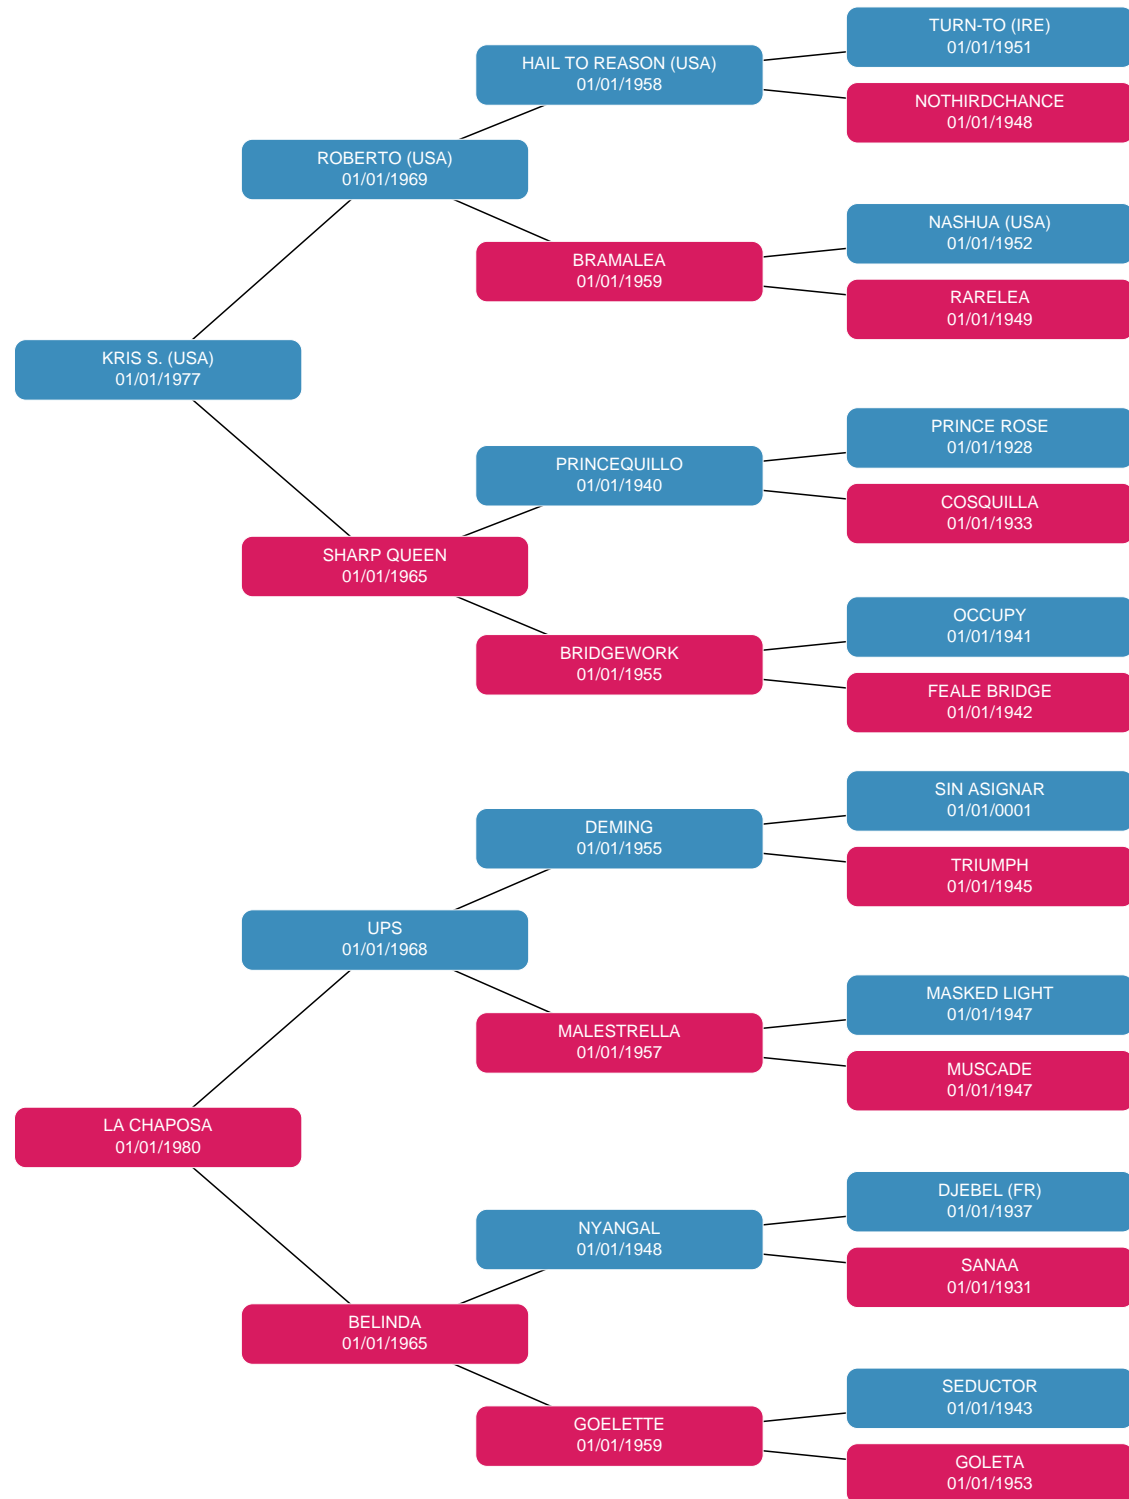 TURN-TO (IRE)
01/01/1951
HAIL TO REASON (USA)
01/01/1958
NOTHIRDCHANCE
01/01/1948
ROBERTO (USA)
01/01/1969
NASHUA (USA)
01/01/1952
BRAMALEA
01/01/1959
RARELEA
01/01/1949
KRIS S. (USA)
01/01/1977
PRINCE ROSE
01/01/1928
PRINCEQUILLO
01/01/1940
COSQUILLA
01/01/1933
SHARP QUEEN
01/01/1965
OCCUPY
01/01/1941
BRIDGEWORK
01/01/1955
FEALE BRIDGE
01/01/1942
SIN ASIGNAR
01/01/0001
DEMING
01/01/1955
TRIUMPH
01/01/1945
UPS
01/01/1968
MASKED LIGHT
01/01/1947
MALESTRELLA
01/01/1957
MUSCADE
01/01/1947
LA CHAPOSA
01/01/1980
DJEBEL (FR)
01/01/1937
NYANGAL
01/01/1948
SANAA
01/01/1931
BELINDA
01/01/1965
SEDUCTOR
01/01/1943
GOELETTE
01/01/1959
GOLETA
01/01/1953